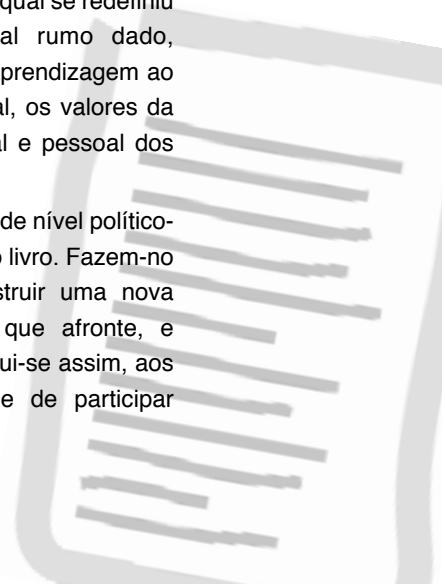 qual se redefiniu
al rumo dado,
prendizagem ao
al, os valores da
al e pessoal dos
de nível político-
o livro. Fazem-no
struir uma nova
que afronte, e
ui-se assim, aos
e de participar